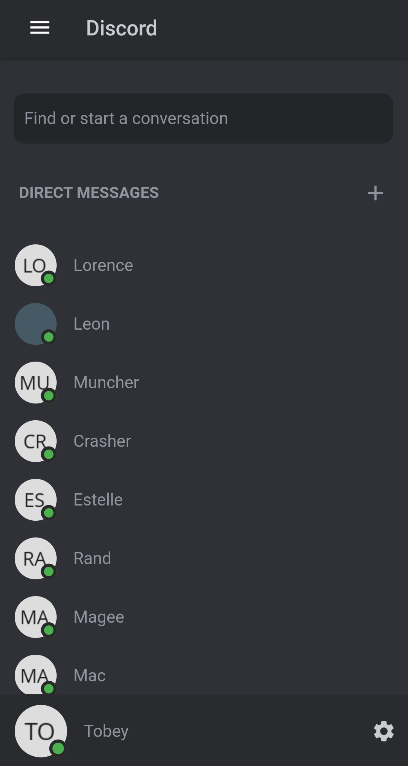 Discord
Find or start a conversation
DIRECT MESSAGES
LO Lorence
Leon
MU Muncher
CR Crasher
ES Estelle
RA Rand
MA Magee
MA Mac
TO Tobey